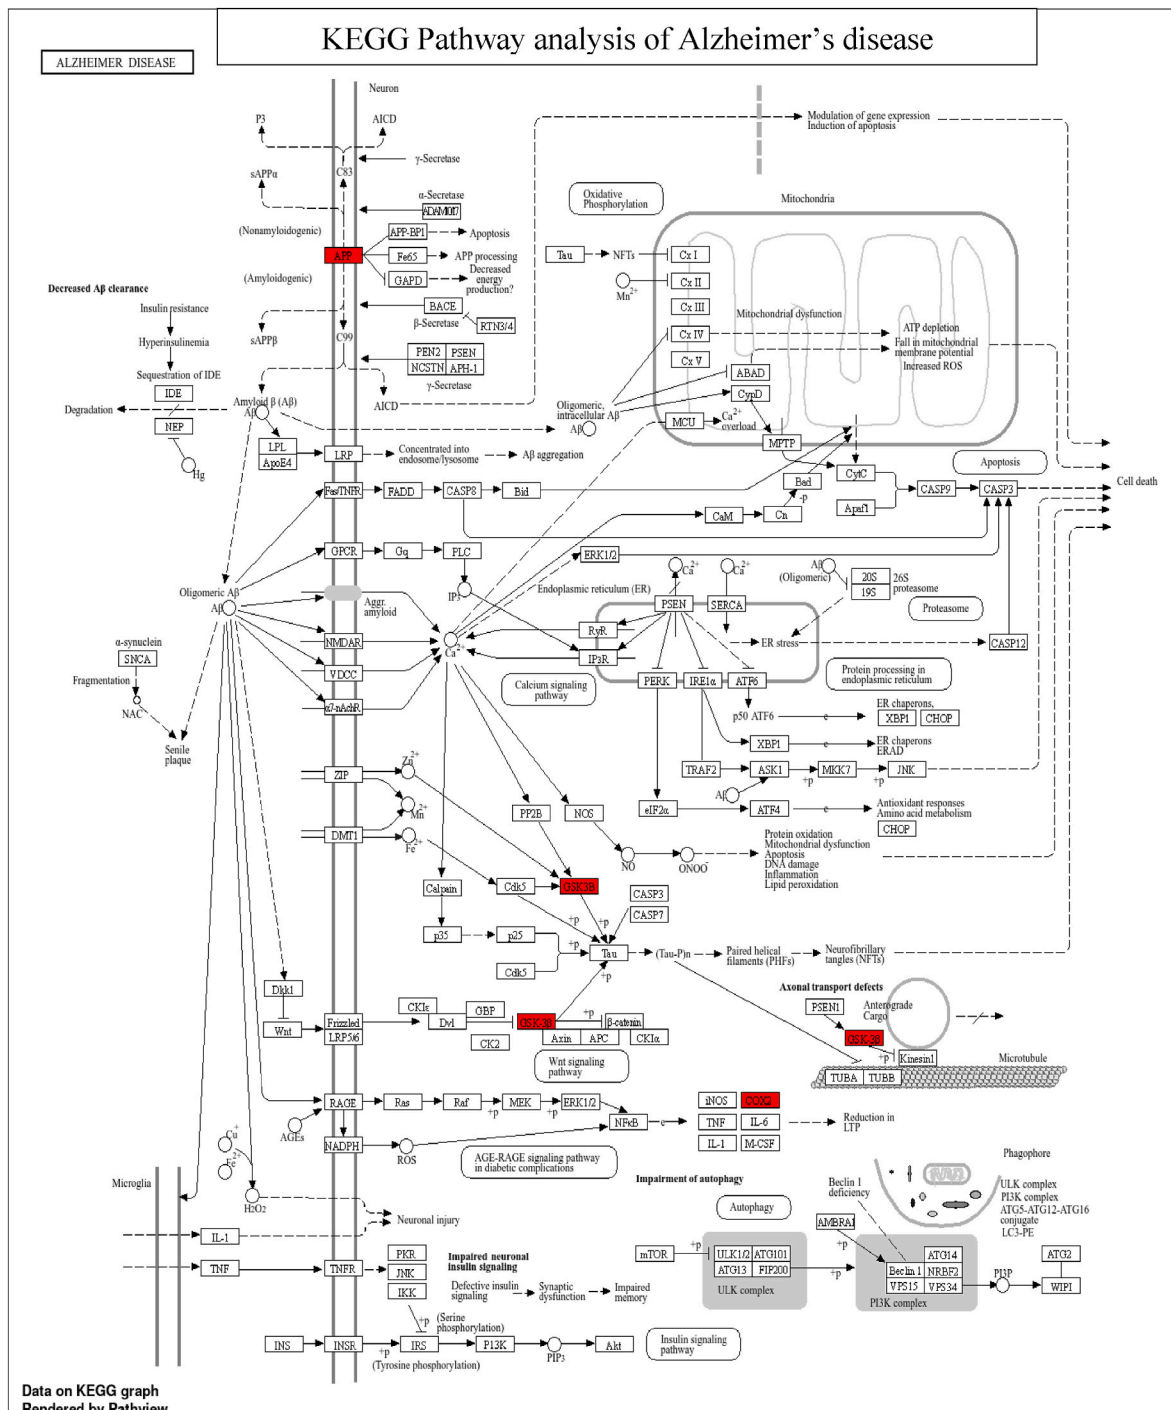 KEGG Pathway analysis of Alzheimer's disease
ALZHEIMER DISEASE
Neuron
P3
AICD
Modulation of gene expression
Induction of apoptosis
γ-Secretase
C83
sAPPα
α-Secretase
ADAM10/17
Oxidative
Phosphorylation
Mitochondria
(Nonamyloidogenic)
APP-BP1
Apoptosis
APP
Fe65
APP processing
Tau
NFTs
Cx I
(Amyloidogenic)
GAPD
Decreased
energy
production?
Cx II
Mn2+
Decreased Aβ clearance
BACE
β-Secretase
RTN3/4
Cx III
Insulin resistance
Mitochondrial dysfunction
Hyperinsulinemia
sAPPβ
C99
Cx IV
ATP depletion
Fall in mitochondrial
membrane potential
Increased ROS
PEN2
PSEN
NCSTN
APH-1
γ-Secretase
Cx V
ABAD
Sequestration of IDE
IDE
CypD
Degradation
Amyloid β (Aβ)
Aβ
AICD
Oligomeric,
intracellular Aβ
Aβ
MCU
Ca2+
overload
NEP
Hg
LPL
ApoE4
LRP
Concentrated into
endosome/lysosome
Aβ aggregation
MPTP
CytC
Apoptosis
Cell death
Fas/TNFR
FADD
CASP8
Bid
Bad
-p
CASP9
CASP3
CaM
Cn
Apaf1
GPCR
Gq
PLC
ERK1/2
IP3
Endoplasmic reticulum (ER)
Ca2+
Ca2+
Aβ
(Oligomeric)
20S
19S
26S
proteasome
Proteasome
Oligomeric Aβ
Aβ
Aggr.
amyloid
PSEN
SERCA
NMDAR
Ca2+
RyR
ER stress
CASP12
α-synuclein
SNCA
IP3R
VDCC
Calcium signaling
pathway
PERK
IRE1α
ATF6
Protein processing in
endoplasmic reticulum
Fragmentation
NAC
α7-nAchR
p50 ATF6
e
ER chaperons,
XBP1
CHOP
Senile
plaque
XBP1
e
ER chaperons
ERAD
ZIP
Zn2+
TRAF2
ASK1
+p
MKK7
+p
JNK
Mn2+
PP2B
NOS
Aβ
eIF2α
ATF4
e
Antioxidant responses
Amino acid metabolism
CHOP
DMT1
Fe2+
NO
ONOO-
Protein oxidation
Mitochondrial dysfunction
Apoptosis
DNA damage
Inflammation
Lipid peroxidation
Calpain
Cdk5
GSK3B
CASP3
CASP7
+p
+p
p35
p25
+p
Tau
(Tau-P)n
Paired helical
filaments (PHFs)
Neurofibrillary
tangles (NFTs)
Cdk5
+p
Dkk1
Axonal transport defects
PSEN1
Anterograde
Cargo
Wnt
Frizzled
LRP5/6
CKIε
Dvl
GBP
CK2
GSK-3B
+p
β-catenin
Axin
APC
CKIα
GSK-3B
+p
Kinesin1
Wnt signaling
pathway
Microtubule
TUBA
TUBB
RAGE
Ras
Raf
+p
MEK
+p
ERK1/2
iNOS
COX2
AGEs
NFκB
e
TNF
IL-6
Reduction in
LTP
Cu+
NADPH
ROS
IL-1
M-CSF
Fe2+
AGE-RAGE signaling pathway
in diabetic complications
Phagophore
Microglia
Impairment of autophagy
Beclin 1
deficiency
ULK complex
PI3K complex
ATG5-ATG12-ATG16
conjugate
LC3-PE
H2O2
Autophagy
Neuronal injury
AMBRA1
IL-1
+p
TNF
TNFR
PKR
JNK
IKK
Impaired neuronal
insulin signaling
Defective insulin
signaling
Synaptic
dysfunction
Impaired
memory
mTOR
+p
ULK1/2
ATG101
ATG13
FIP200
ULK complex
+p
ATG14
Beclin 1
NRBF2
VPS15
VPS34
PI3K complex
PI3P
ATG2
WIPI
+p
(Serine
phosphorylation)
INS
INSR
+p
IRS
P13K
PIP3
Akt
Insulin signaling
pathway
(Tyrosine phosphorylation)
Data on KEGG graph
Rendered by Pathview